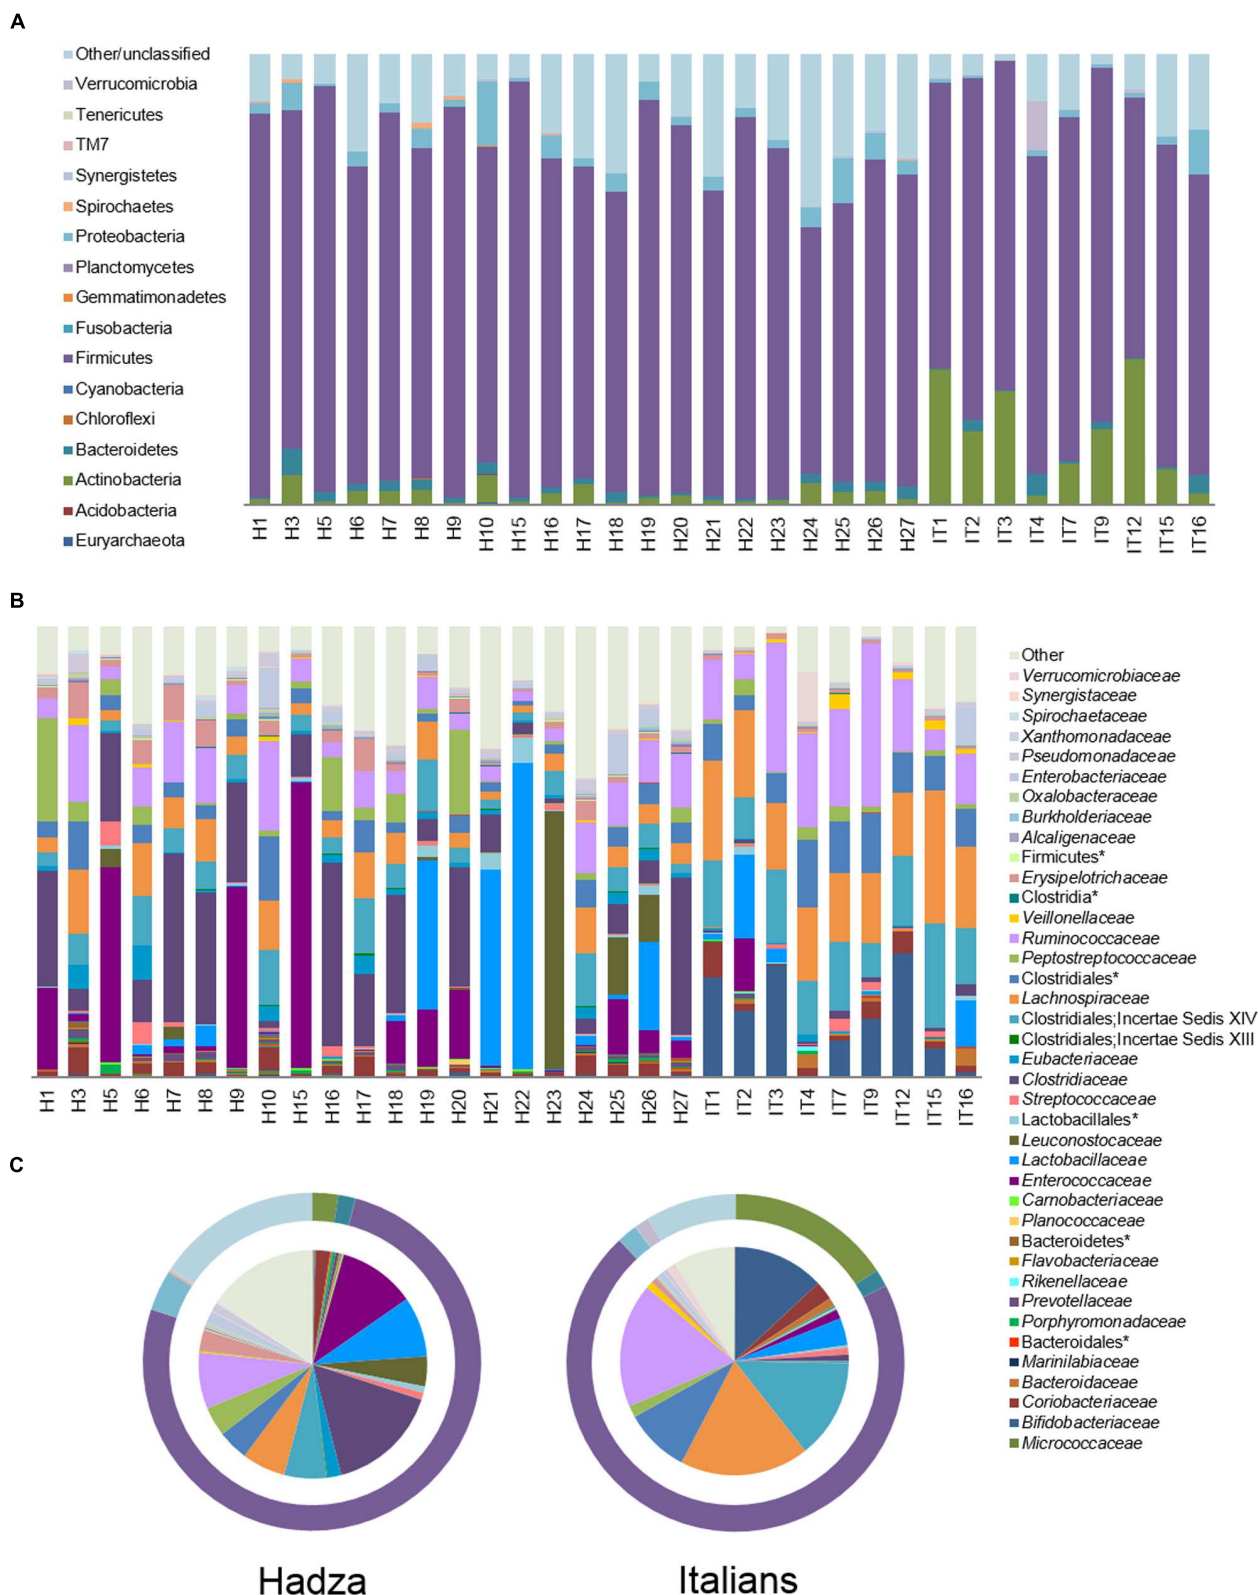 A
Other/unclassified
Verrucomicrobia
Tenericutes
TM7
Synergistetes
Spirochaetes
Proteobacteria
Planctomycetes
Gemmatimonadetes
Fusobacteria
Firmicutes
Cyanobacteria
Chloroflexi
Bacteroidetes
Actinobacteria
Acidobacteria
Euryarchaeota
H1 H3 H5 H6 H7 H8 H9 H10 H15 H16 H17 H18 H19 H20 H21 H22 H23 H24 H25 H26 H27 IT1 IT2 IT3 IT4 IT7 IT9 IT12 IT15 IT16
B
Other
Verrucomicrobiaceae
Synergistaceae
Spirochaetaceae
Xanthomonadaceae
Pseudomonadaceae
Enterobacteriaceae
Oxalobacteraceae
Burkholderiaceae
Alcaligenaceae
Firmicutes*
Erysipelotrichaceae
Clostridia*
Veillonellaceae
Ruminococcaceae
Peptostreptococcaceae
Clostridiales*
Lachnospiraceae
Clostridiales;Incertae Sedis XIV
Clostridiales;Incertae Sedis XIII
Eubacteriaceae
Clostridiaceae
Streptococcaceae
Lactobacillales*
Leuconostocaceae
Lactobacillaceae
Enterococcaceae
Carnobacteriaceae
Planococcaceae
Bacteroidetes*
Flavobacteriaceae
Rikenellaceae
Prevotellaceae
Porphyromonadaceae
Bacteroidales*
Marinilabiaceae
Bacteroidaceae
Coriobacteriaceae
Bifidobacteriaceae
Micrococcaceae
H1 H3 H5 H6 H7 H8 H9 H10 H15 H16 H17 H18 H19 H20 H21 H22 H23 H24 H25 H26 H27 IT1 IT2 IT3 IT4 IT7 IT9 IT12 IT15 IT16
C
Hadza
Italians